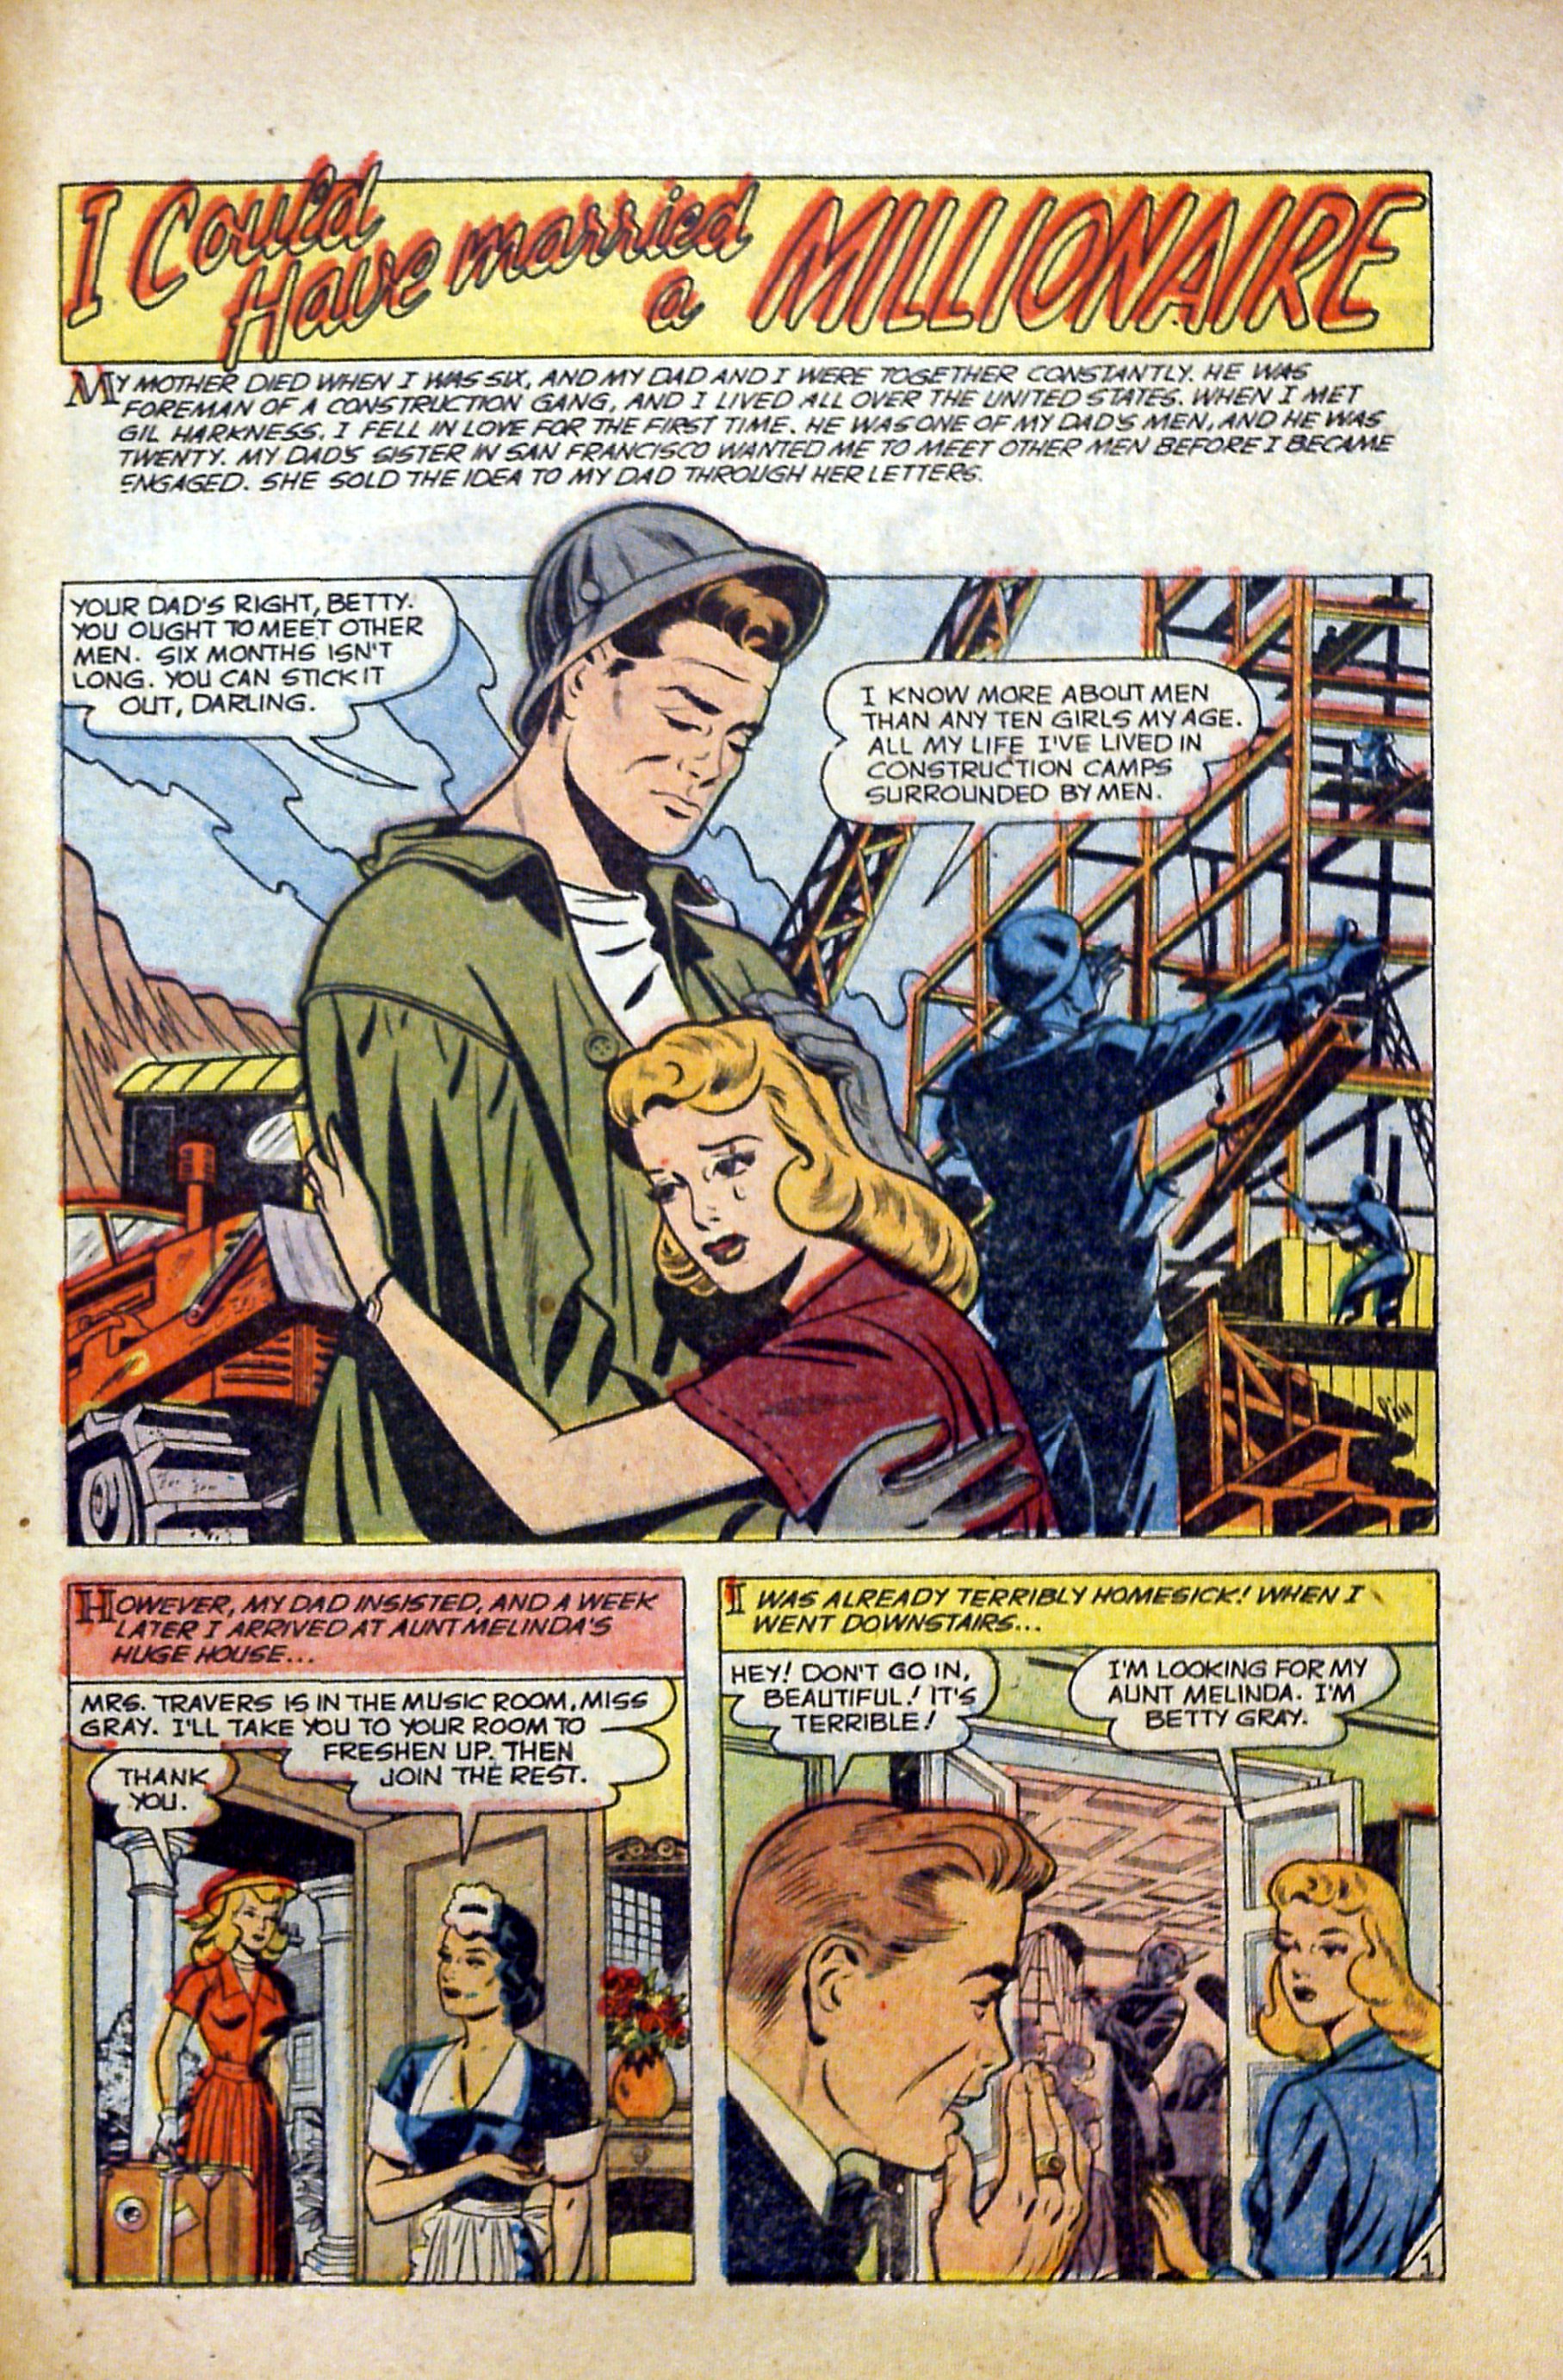 I Could
Have married
a MILLIONAIRE
MY MOTHER DIED WHEN I WAS SIX, AND MY DAD AND I WERE TOGETHER CONSTANTLY. HE WAS
FOREMAN OF A CONSTRUCTION GANG, AND I LIVED ALL OVER THE UNITED STATES. WHEN I MET
GIL HARKNESS, I FELL IN LOVE FOR THE FIRST TIME. HE WAS ONE OF MY DAD'S MEN, AND HE WAS
TWENTY. MY DAD'S SISTER IN SAN FRANCISCO WANTED ME TO MEET OTHER MEN BEFORE I BECAME
ENGAGED. SHE SOLD THE IDEA TO MY DAD THROUGH HER LETTERS.
YOUR DAD'S RIGHT, BETTY.
YOU OUGHT TO MEET OTHER
MEN. SIX MONTHS ISN'T
LONG. YOU CAN STICK IT
OUT, DARLING.
I KNOW MORE ABOUT MEN
THAN ANY TEN GIRLS MY AGE.
ALL MY LIFE I'VE LIVED IN
CONSTRUCTION CAMPS
SURROUNDED BY MEN.
HOWEVER, MY DAD INSISTED, AND A WEEK
LATER I ARRIVED AT AUNT MELINDA'S
HUGE HOUSE...
MRS. TRAVERS IS IN THE MUSIC ROOM, MISS
GRAY. I'LL TAKE YOU TO YOUR ROOM TO
FRESHEN UP. THEN
JOIN THE REST.
THANK
YOU.
I WAS ALREADY TERRIBLY HOMESICK! WHEN I
WENT DOWNSTAIRS...
HEY! DON'T GO IN,
BEAUTIFUL! IT'S
TERRIBLE!
I'M LOOKING FOR MY
AUNT MELINDA. I'M
BETTY GRAY.
1